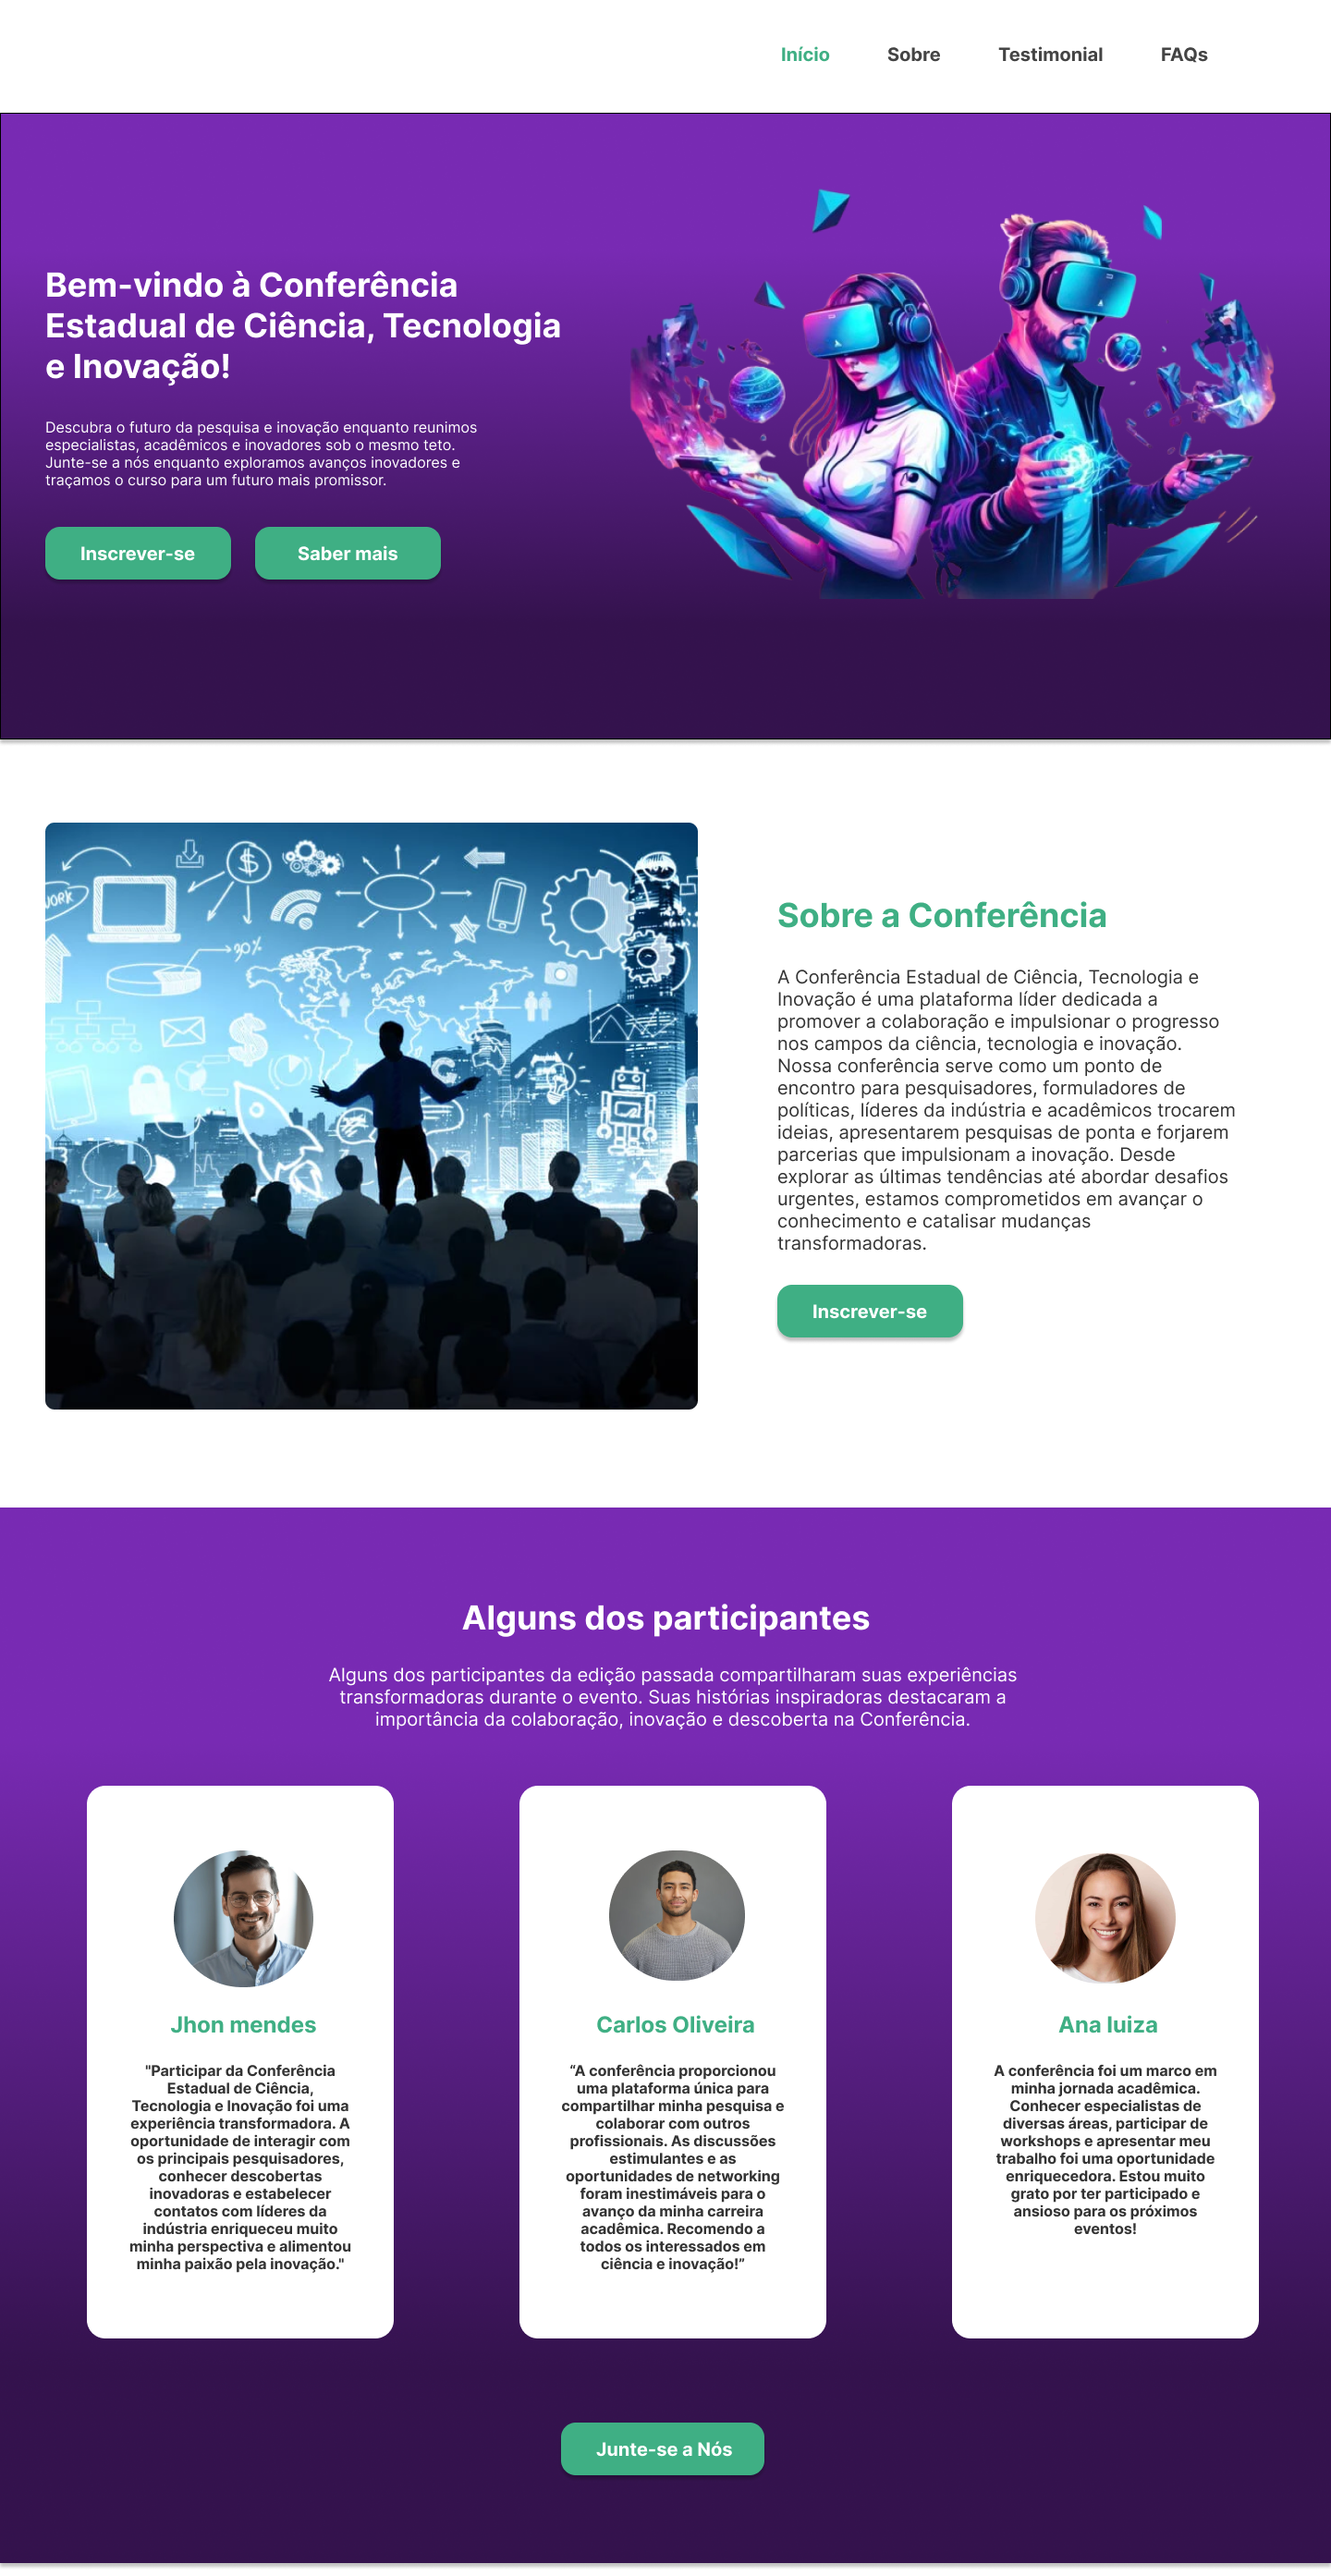 Início Sobre Testimonial FAQs
Bem-vindo à Conferência
Estadual de Ciência, Tecnologia
e Inovação!
Descubra o futuro da pesquisa e inovação enquanto reunimos
especialistas, acadêmicos e inovadores sob o mesmo teto.
Junte-se a nós enquanto exploramos avanços inovadores e
traçamos o curso para um futuro mais promissor.
Inscrever-se Saber mais
WORK
90%
Sobre a Conferência
A Conferência Estadual de Ciência, Tecnologia e
Inovação é uma plataforma líder dedicada a
promover a colaboração e impulsionar o progresso
nos campos da ciência, tecnologia e inovação.
Nossa conferência serve como um ponto de
encontro para pesquisadores, formuladores de
políticas, líderes da indústria e acadêmicos trocarem
ideias, apresentarem pesquisas de ponta e forjarem
parcerias que impulsionam a inovação. Desde
explorar as últimas tendências até abordar desafios
urgentes, estamos comprometidos em avançar o
conhecimento e catalisar mudanças
transformadoras.
Inscrever-se
Alguns dos participantes
Alguns dos participantes da edição passada compartilharam suas experiências
transformadoras durante o evento. Suas histórias inspiradoras destacaram a
importância da colaboração, inovação e descoberta na Conferência.
Jhon mendes
"Participar da Conferência
Estadual de Ciência,
Tecnologia e Inovação foi uma
experiência transformadora. A
oportunidade de interagir com
os principais pesquisadores,
conhecer descobertas
inovadoras e estabelecer
contatos com líderes da
indústria enriqueceu muito
minha perspectiva e alimentou
minha paixão pela inovação."
Carlos Oliveira
“A conferência proporcionou
uma plataforma única para
compartilhar minha pesquisa e
colaborar com outros
profissionais. As discussões
estimulantes e as
oportunidades de networking
foram inestimáveis para o
avanço da minha carreira
acadêmica. Recomendo a
todos os interessados em
ciência e inovação!”
Ana luiza
A conferência foi um marco em
minha jornada acadêmica.
Conhecer especialistas de
diversas áreas, participar de
workshops e apresentar meu
trabalho foi uma oportunidade
enriquecedora. Estou muito
grato por ter participado e
ansioso para os próximos
eventos!
Junte-se a Nós